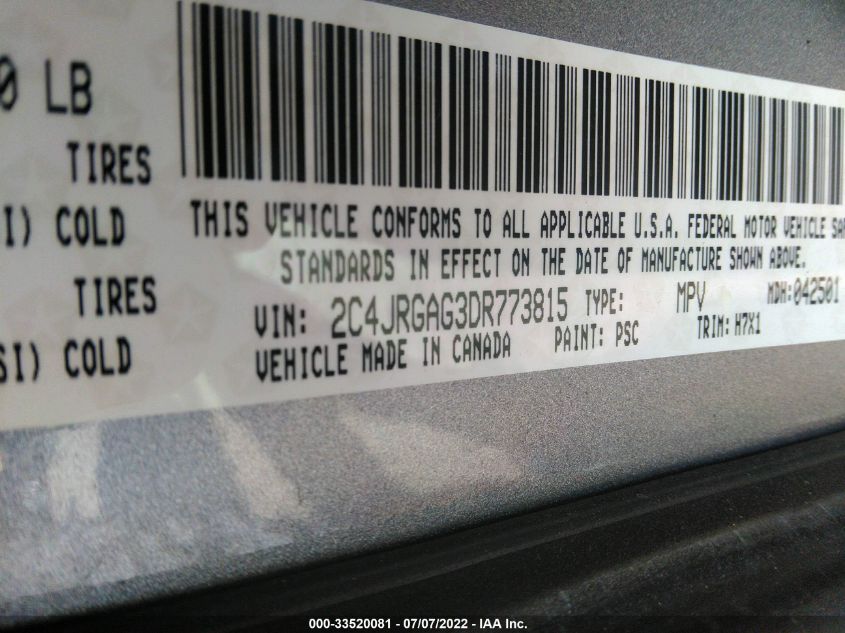 0 LB
TIRES
I) COLD
TIRES
SI) COLD
THIS VEHICLE CONFORMS TO ALL APPLICABLE U.S.A. FEDERAL MOTOR VEHICLE SA
STANDARDS IN EFFECT ON THE DATE OF MANUFACTURE SHOWN ABOVE.
VIN: 2C4JRGAG3DR773815 TYPE: MPV MDH:042501
VEHICLE MADE IN CANADA PAINT: PSC TRIM: H7X1
000-33520081 - 07/07/2022 - IAA Inc.